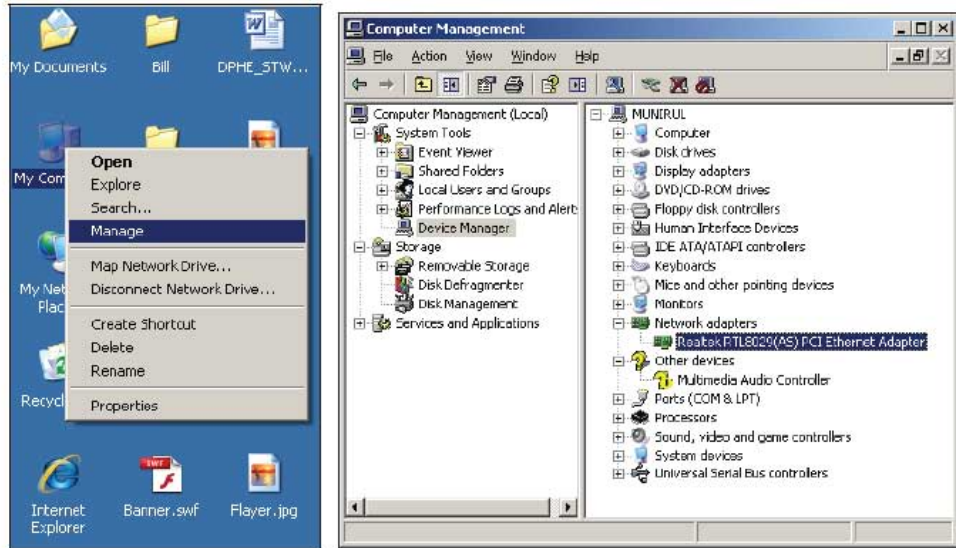 My Documents
Bill
DPHE_STW...
My Com
Open
Explore
Search...
Manage
Map Network Drive...
Disconnect Network Drive...
Create Shortcut
Delete
Rename
Properties
My Net
Plac
Recycl
Internet
Explorer
Banner.swf
Flayer.jpg
Computer Management
File Action View Window Help
Computer Management (Local)
System Tools
Event Viewer
Shared Folders
Local Users and Groups
Performance Logs and Alert
Device Manager
Storage
Removable Storage
Disk Defragmenter
Disk Management
Services and Applications
MUNIRUL
Computer
Disk drives
Display adapters
DVD/CD-ROM drives
Floppy disk controllers
Human Interface Devices
IDE ATA/ATAPI controllers
Keyboards
Mice and other pointing devices
Monitors
Network adapters
Realtek RTL8029(AS) PCI Ethernet Adapter
Other devices
Multimedia Audio Controller
Ports (COM & LPT)
Processors
Sound, video and game controllers
System devices
Universal Serial Bus controllers